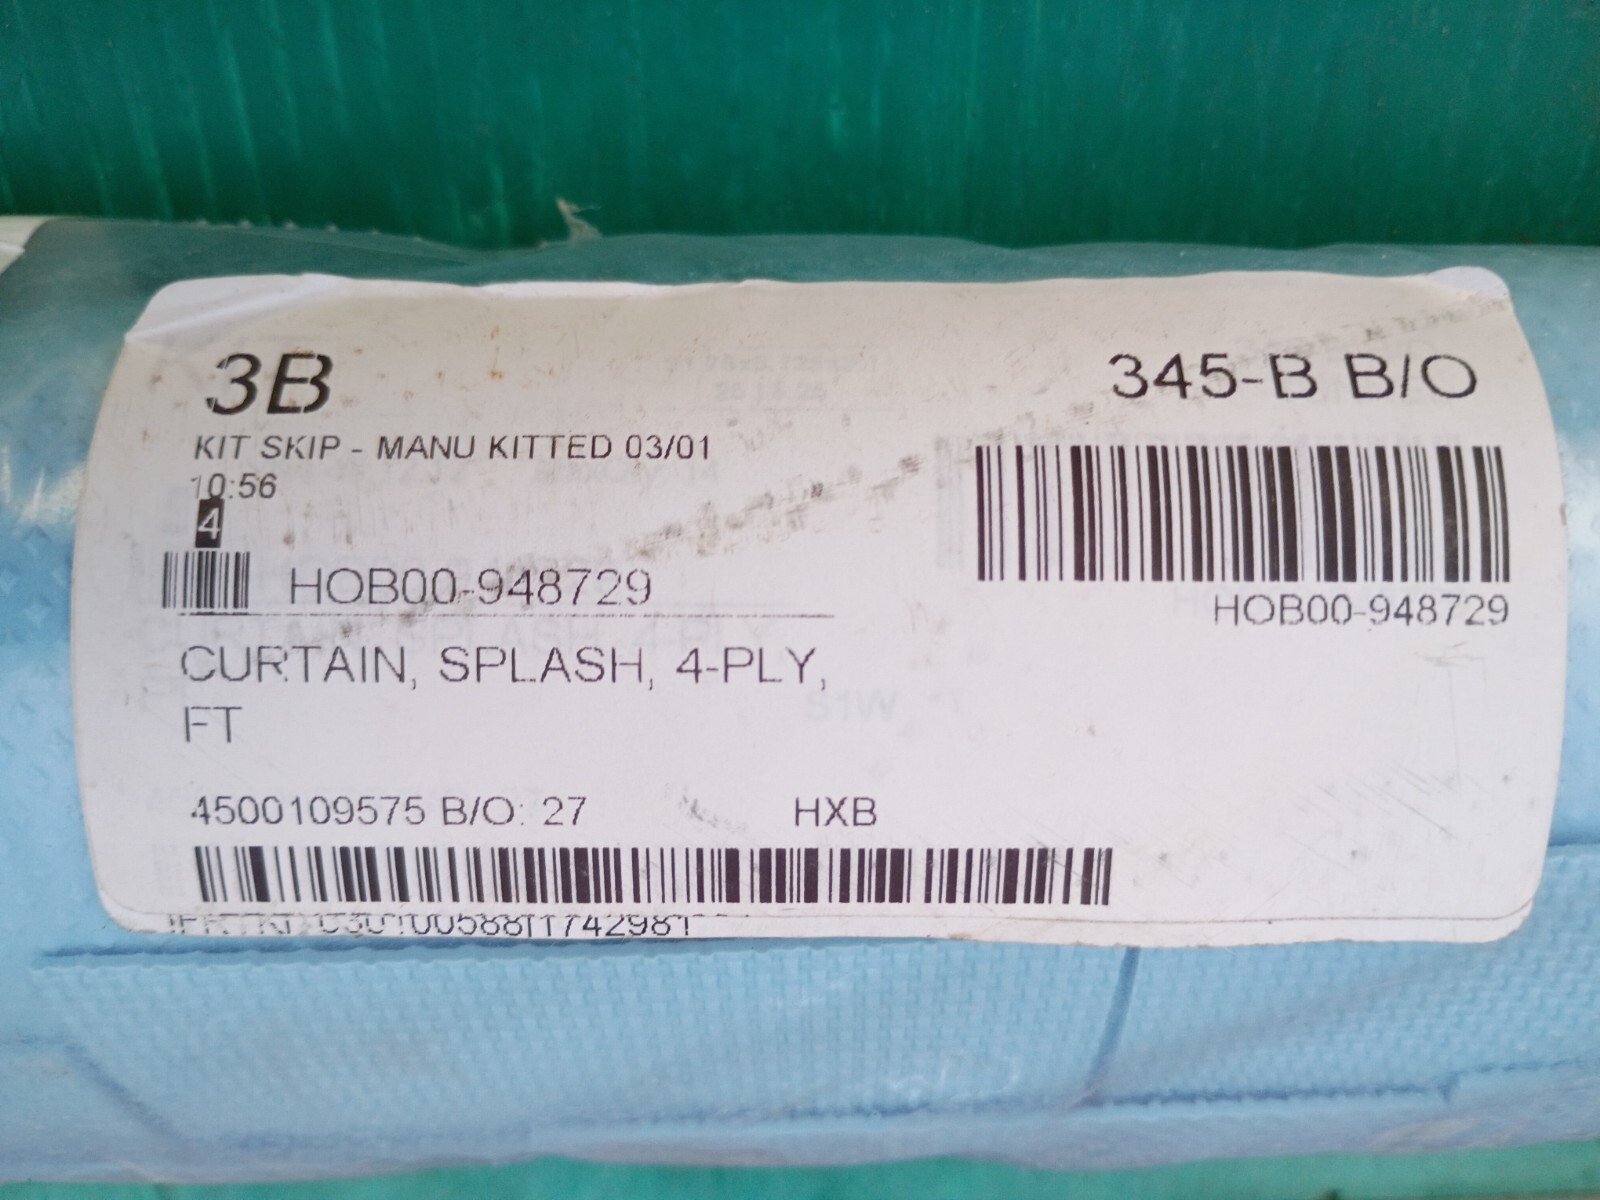 3B
345-B B/O
KIT SKIP - MANU KITTED 03/01
10:56
4
HOB00-948729
HOB00-948729
CURTAIN, SPLASH, 4-PLY,
FT
4500109575 B/O: 27 HXB